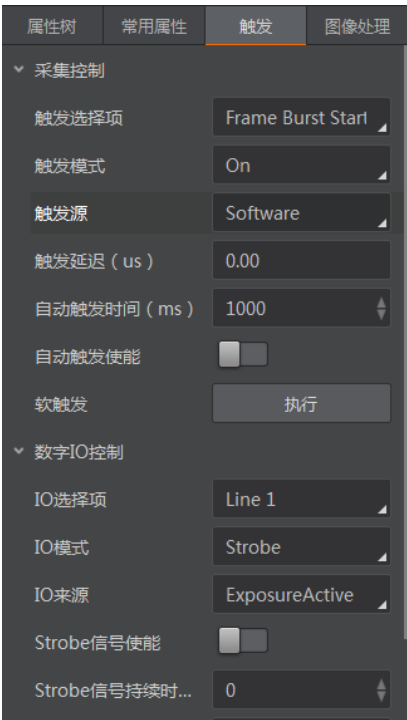 属性树 常用属性 触发 图像处理
采集控制
触发选择项 Frame Burst Start
触发模式 On
触发源 Software
触发延迟（us） 0.00
自动触发时间（ms） 1000
自动触发使能
软触发 执行
数字IO控制
IO选择项 Line 1
IO模式 Strobe
IO来源 ExposureActive
Strobe信号使能
Strobe信号持续时... 0